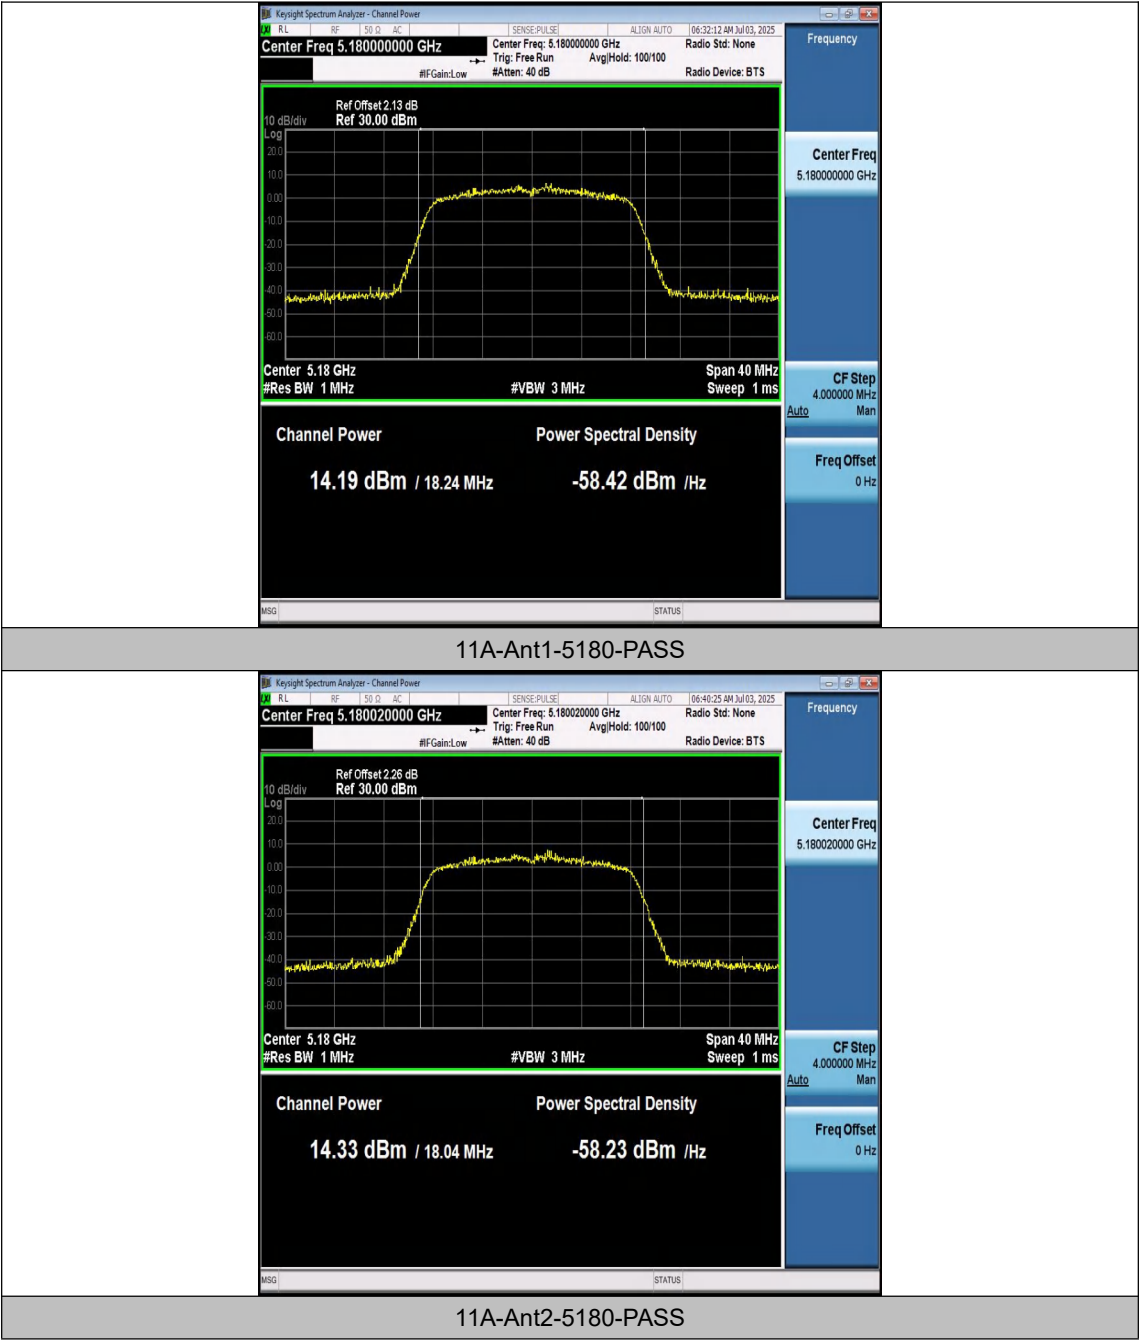 Keysight Spectrum Analyzer - Channel Power
RL RF 50 Ω AC SENSE:PULSE ALIGN AUTO 06:32:12 AM Jul 03, 2025
Center Freq 5.180000000 GHz
Center Freq: 5.180000000 GHz
Radio Std: None
Trig: Free Run Avg|Hold: 100/100
#IFGain:Low
#Atten: 40 dB
Radio Device: BTS
Ref Offset 2.13 dB
10 dB/div Ref 30.00 dBm
Log
20.0
10.0
0.00
-10.0
-20.0
-30.0
-40.0
-50.0
-60.0
Center 5.18 GHz Span 40 MHz
#Res BW 1 MHz #VBW 3 MHz Sweep 1 ms
Channel Power Power Spectral Density
14.19 dBm / 18.24 MHz -58.42 dBm /Hz
MSG STATUS
Frequency
Center Freq
5.180000000 GHz
CF Step
4.000000 MHz
Auto Man
Freq Offset
0 Hz
11A-Ant1-5180-PASS
Keysight Spectrum Analyzer - Channel Power
RL RF 50 Ω AC SENSE:PULSE ALIGN AUTO 06:40:25 AM Jul 03, 2025
Center Freq 5.180020000 GHz
Center Freq: 5.180020000 GHz
Radio Std: None
Trig: Free Run Avg|Hold: 100/100
#IFGain:Low
#Atten: 40 dB
Radio Device: BTS
Ref Offset 2.26 dB
10 dB/div Ref 30.00 dBm
Log
20.0
10.0
0.00
-10.0
-20.0
-30.0
-40.0
-50.0
-60.0
Center 5.18 GHz Span 40 MHz
#Res BW 1 MHz #VBW 3 MHz Sweep 1 ms
Channel Power Power Spectral Density
14.33 dBm / 18.04 MHz -58.23 dBm /Hz
MSG STATUS
Frequency
Center Freq
5.180020000 GHz
CF Step
4.000000 MHz
Auto Man
Freq Offset
0 Hz
11A-Ant2-5180-PASS